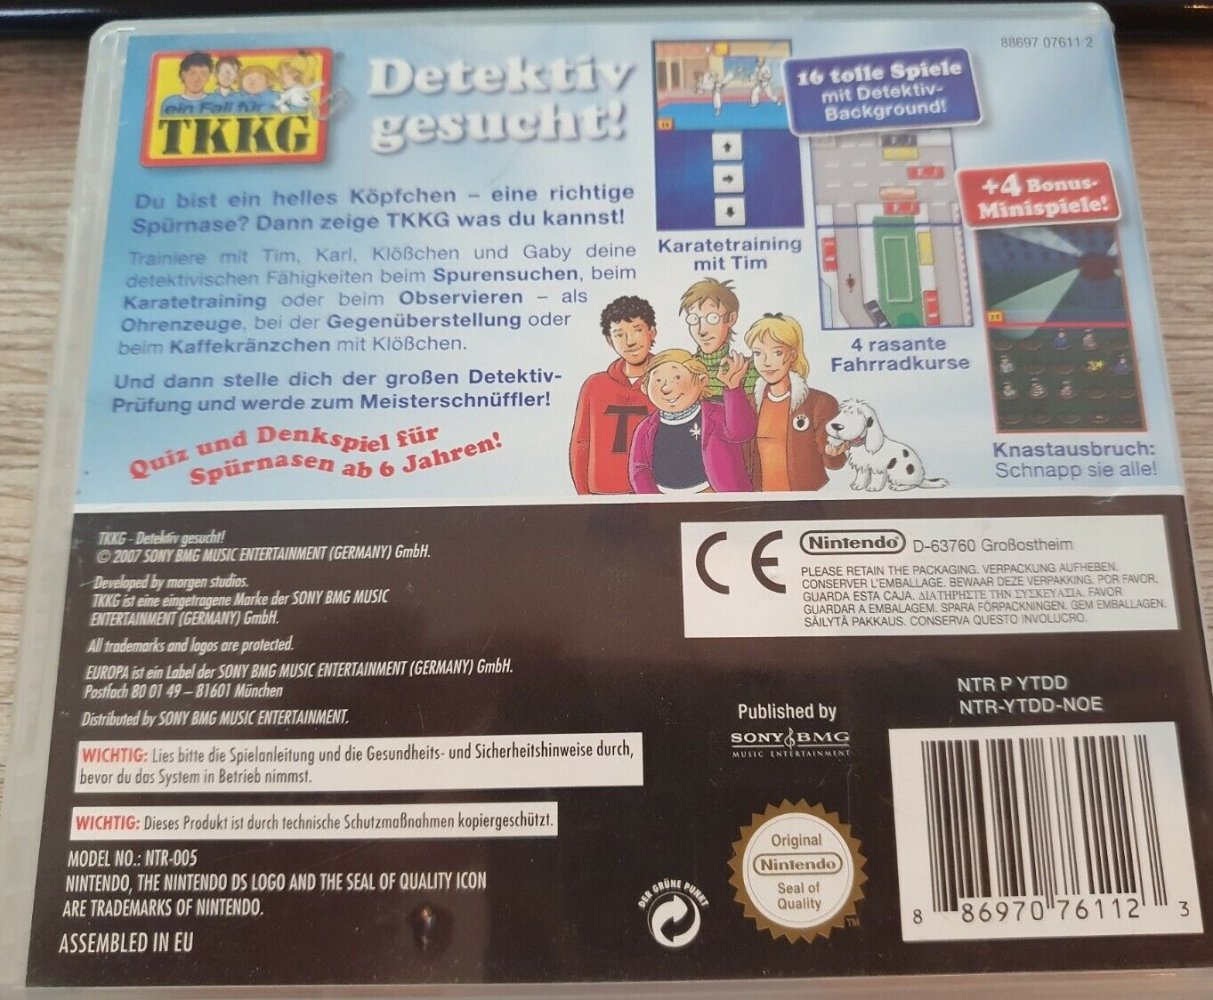 88697 07611 2
ein Fall für
TKKG
Detektiv
gesucht!
Du bist ein helles Köpfchen – eine richtige
Spürnase? Dann zeige TKKG was du kannst!
Trainiere mit Tim, Karl, Klößchen und Gaby deine
detektivischen Fähigkeiten beim Spurensuchen, beim
Karatetraining oder beim Observieren – als
Ohrenzeuge, bei der Gegenüberstellung oder
beim Kaffekränzchen mit Klößchen.
Und dann stelle dich der großen Detektiv-
Prüfung und werde zum Meisterschnüffler!
Quiz und Denkspiel für
Spürnasen ab 6 Jahren!
16 tolle Spiele
mit Detektiv-
Background!
+4 Bonus-
Minispiele!
Karatetraining
mit Tim
4 rasante
Fahrradkurse
Knastausbruch:
Schnapp sie alle!
T
TKKG - Detektiv gesucht!
© 2007 SONY BMG MUSIC ENTERTAINMENT (GERMANY) GmbH.
Developed by morgen studios.
TKKG ist eine eingetragene Marke der SONY BMG MUSIC
ENTERTAINMENT (GERMANY) GmbH.
All trademarks and logos are protected.
EUROPA ist ein Label der SONY BMG MUSIC ENTERTAINMENT (GERMANY) GmbH.
Postfach 80 01 49 – 81601 München
Distributed by SONY BMG MUSIC ENTERTAINMENT.
WICHTIG: Lies bitte die Spielanleitung und die Gesundheits- und Sicherheitshinweise durch,
bevor du das System in Betrieb nimmst.
WICHTIG: Dieses Produkt ist durch technische Schutzmaßnahmen kopiergeschützt.
MODEL NO.: NTR-005
NINTENDO, THE NINTENDO DS LOGO AND THE SEAL OF QUALITY ICON
ARE TRADEMARKS OF NINTENDO.
ASSEMBLED IN EU
CE
Nintendo® D-63760 Großostheim
PLEASE RETAIN THE PACKAGING. VERPACKUNG AUFHEBEN.
CONSERVER L'EMBALLAGE. BEWAAR DEZE VERPAKKING. POR FAVOR,
GUARDA ESTA CAJA. ΔΙΑΤΗΡΗΣΤΕ ΤΗΝ ΣΥΣΚΕΥΑΣΙΑ. FAVOR
GUARDAR A EMBALAGEM. SPARA FÖRPACKNINGEN. GEM EMBALLAGEN.
SÄILYTÄ PAKKAUS. CONSERVA QUESTO INVOLUCRO.
NTR P YTDD
NTR-YTDD-NOE
Published by
SONY BMG
MUSIC ENTERTAINMENT
DER GRÜNE PUNKT
Original
Nintendo
Seal of
Quality
TM
8 86970 76112 3